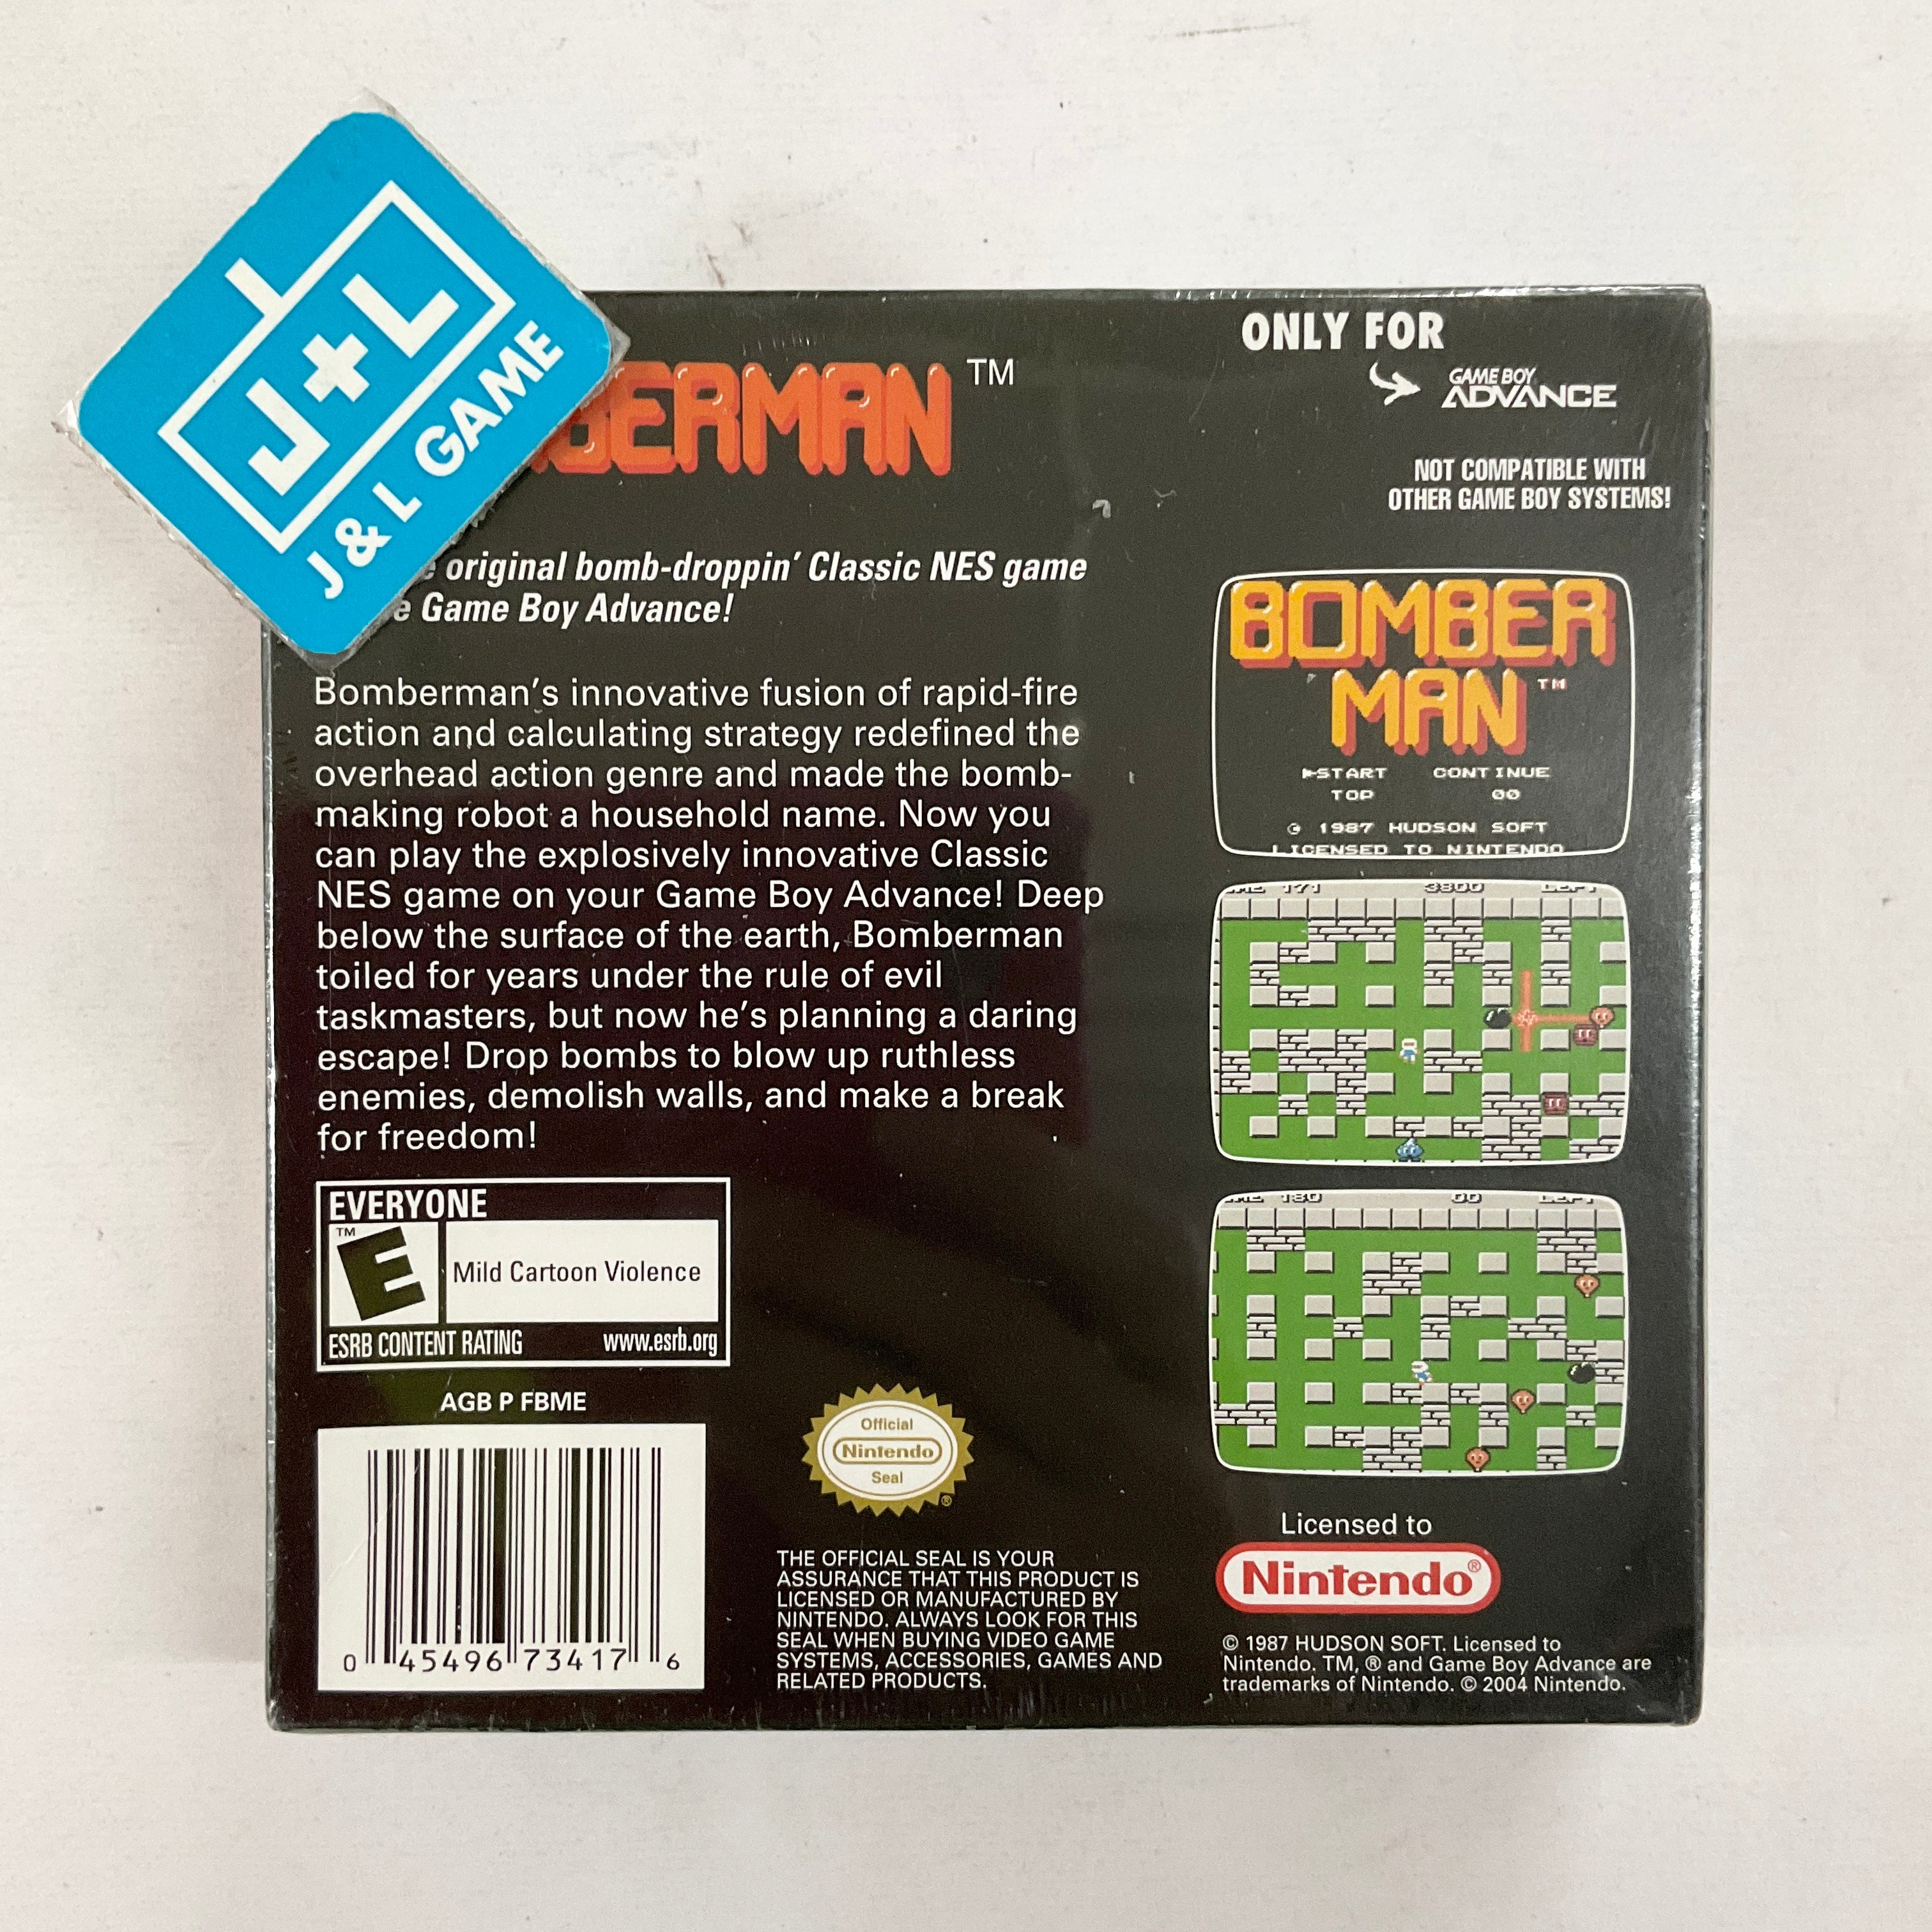 J+L
J & L GAME
BERMAN™
original bomb-droppin' Classic NES game
Game Boy Advance!
Bomberman's innovative fusion of rapid-fire
action and calculating strategy redefined the
overhead action genre and made the bomb-
making robot a household name. Now you
can play the explosively innovative Classic
NES game on your Game Boy Advance! Deep
below the surface of the earth, Bomberman
toiled for years under the rule of evil
taskmasters, but now he's planning a daring
escape! Drop bombs to blow up ruthless
enemies, demolish walls, and make a break
for freedom!
EVERYONE
™
E
Mild Cartoon Violence
ESRB CONTENT RATING www.esrb.org
AGB P FBME
0 45496 73417 6
Official
Nintendo
Seal
®
THE OFFICIAL SEAL IS YOUR
ASSURANCE THAT THIS PRODUCT IS
LICENSED OR MANUFACTURED BY
NINTENDO. ALWAYS LOOK FOR THIS
SEAL WHEN BUYING VIDEO GAME
SYSTEMS, ACCESSORIES, GAMES AND
RELATED PRODUCTS.
ONLY FOR
GAME BOY
ADVANCE
NOT COMPATIBLE WITH
OTHER GAME BOY SYSTEMS!
BOMBER
MAN™
START CONTINUE
TOP 00
© 1987 HUDSON SOFT
LICENSED TO NINTENDO
171 3800 LEFT
180 00 LEFT
Licensed to
Nintendo®
© 1987 HUDSON SOFT. Licensed to
Nintendo. TM, ® and Game Boy Advance are
trademarks of Nintendo. © 2004 Nintendo.